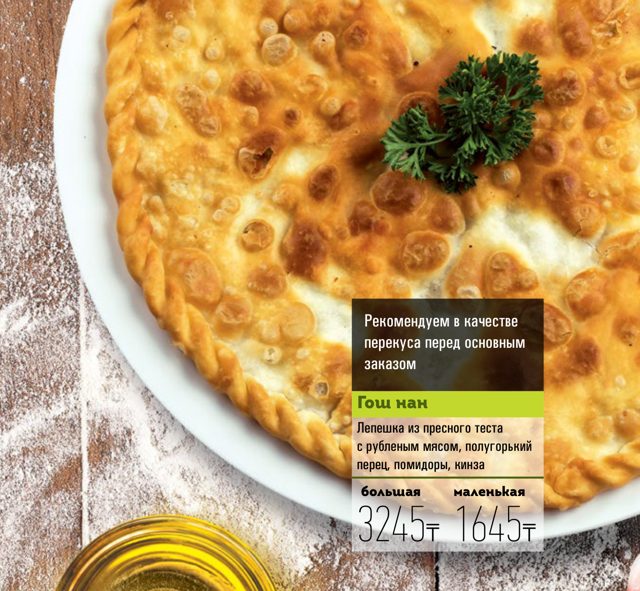 Рекомендуем в качестве
перекуса перед основным
заказом
Гош нан
Лепешка из пресного теста
с рубленым мясом, полугорький
перец, помидоры, кинза
большая маленькая
3245₸ 1645₸